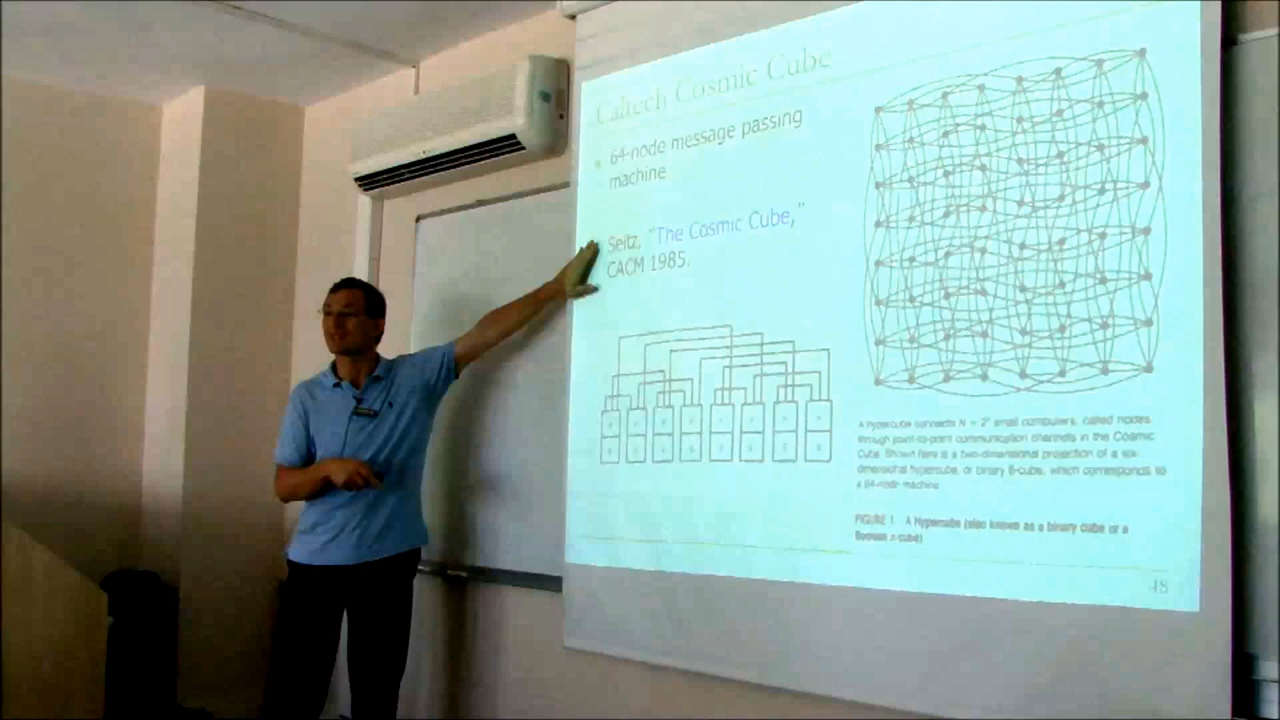 Caltech Cosmic Cube
64-node message passing
machine
Seitz, “The Cosmic Cube,”
CACM 1985.
A hypercube connects N = 2ⁿ small computers, called nodes,
through point-to-point communication channels in the Cosmic
Cube. Shown here is a two-dimensional projection of a six-
dimensional hypercube, or binary 6-cube, which corresponds to
a 64-node machine.
FIGURE 1. A Hypercube (also known as a binary cube or a
Boolean n-cube)
48